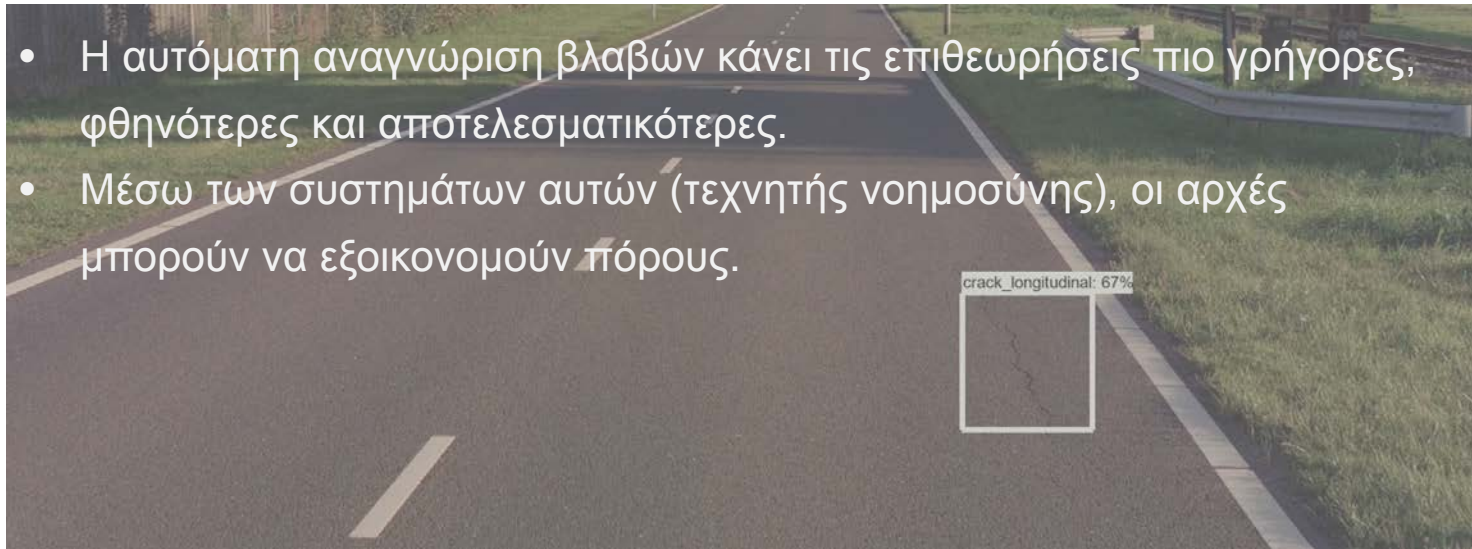 • Η αυτόματη αναγνώριση βλαβών κάνει τις επιθεωρήσεις πιο γρήγορες,
φθηνότερες και αποτελεσματικότερες.
• Μέσω των συστημάτων αυτών (τεχνητής νοημοσύνης), οι αρχές
μπορούν να εξοικονομούν πόρους.
crack_longitudinal: 67%